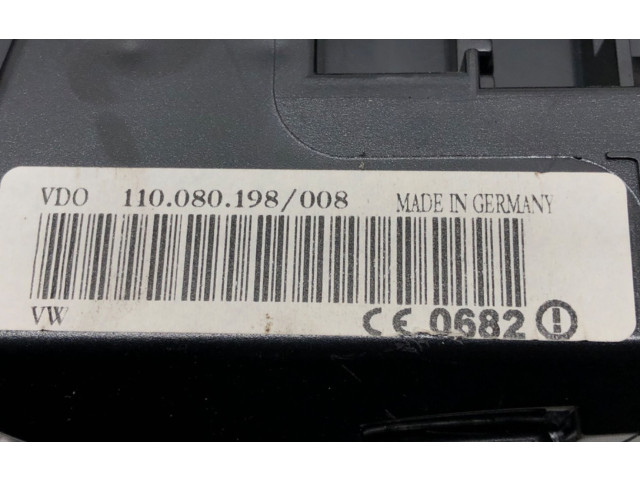 VDO 110.080.198/008 MADE IN GERMANY
VW CE 0682 !